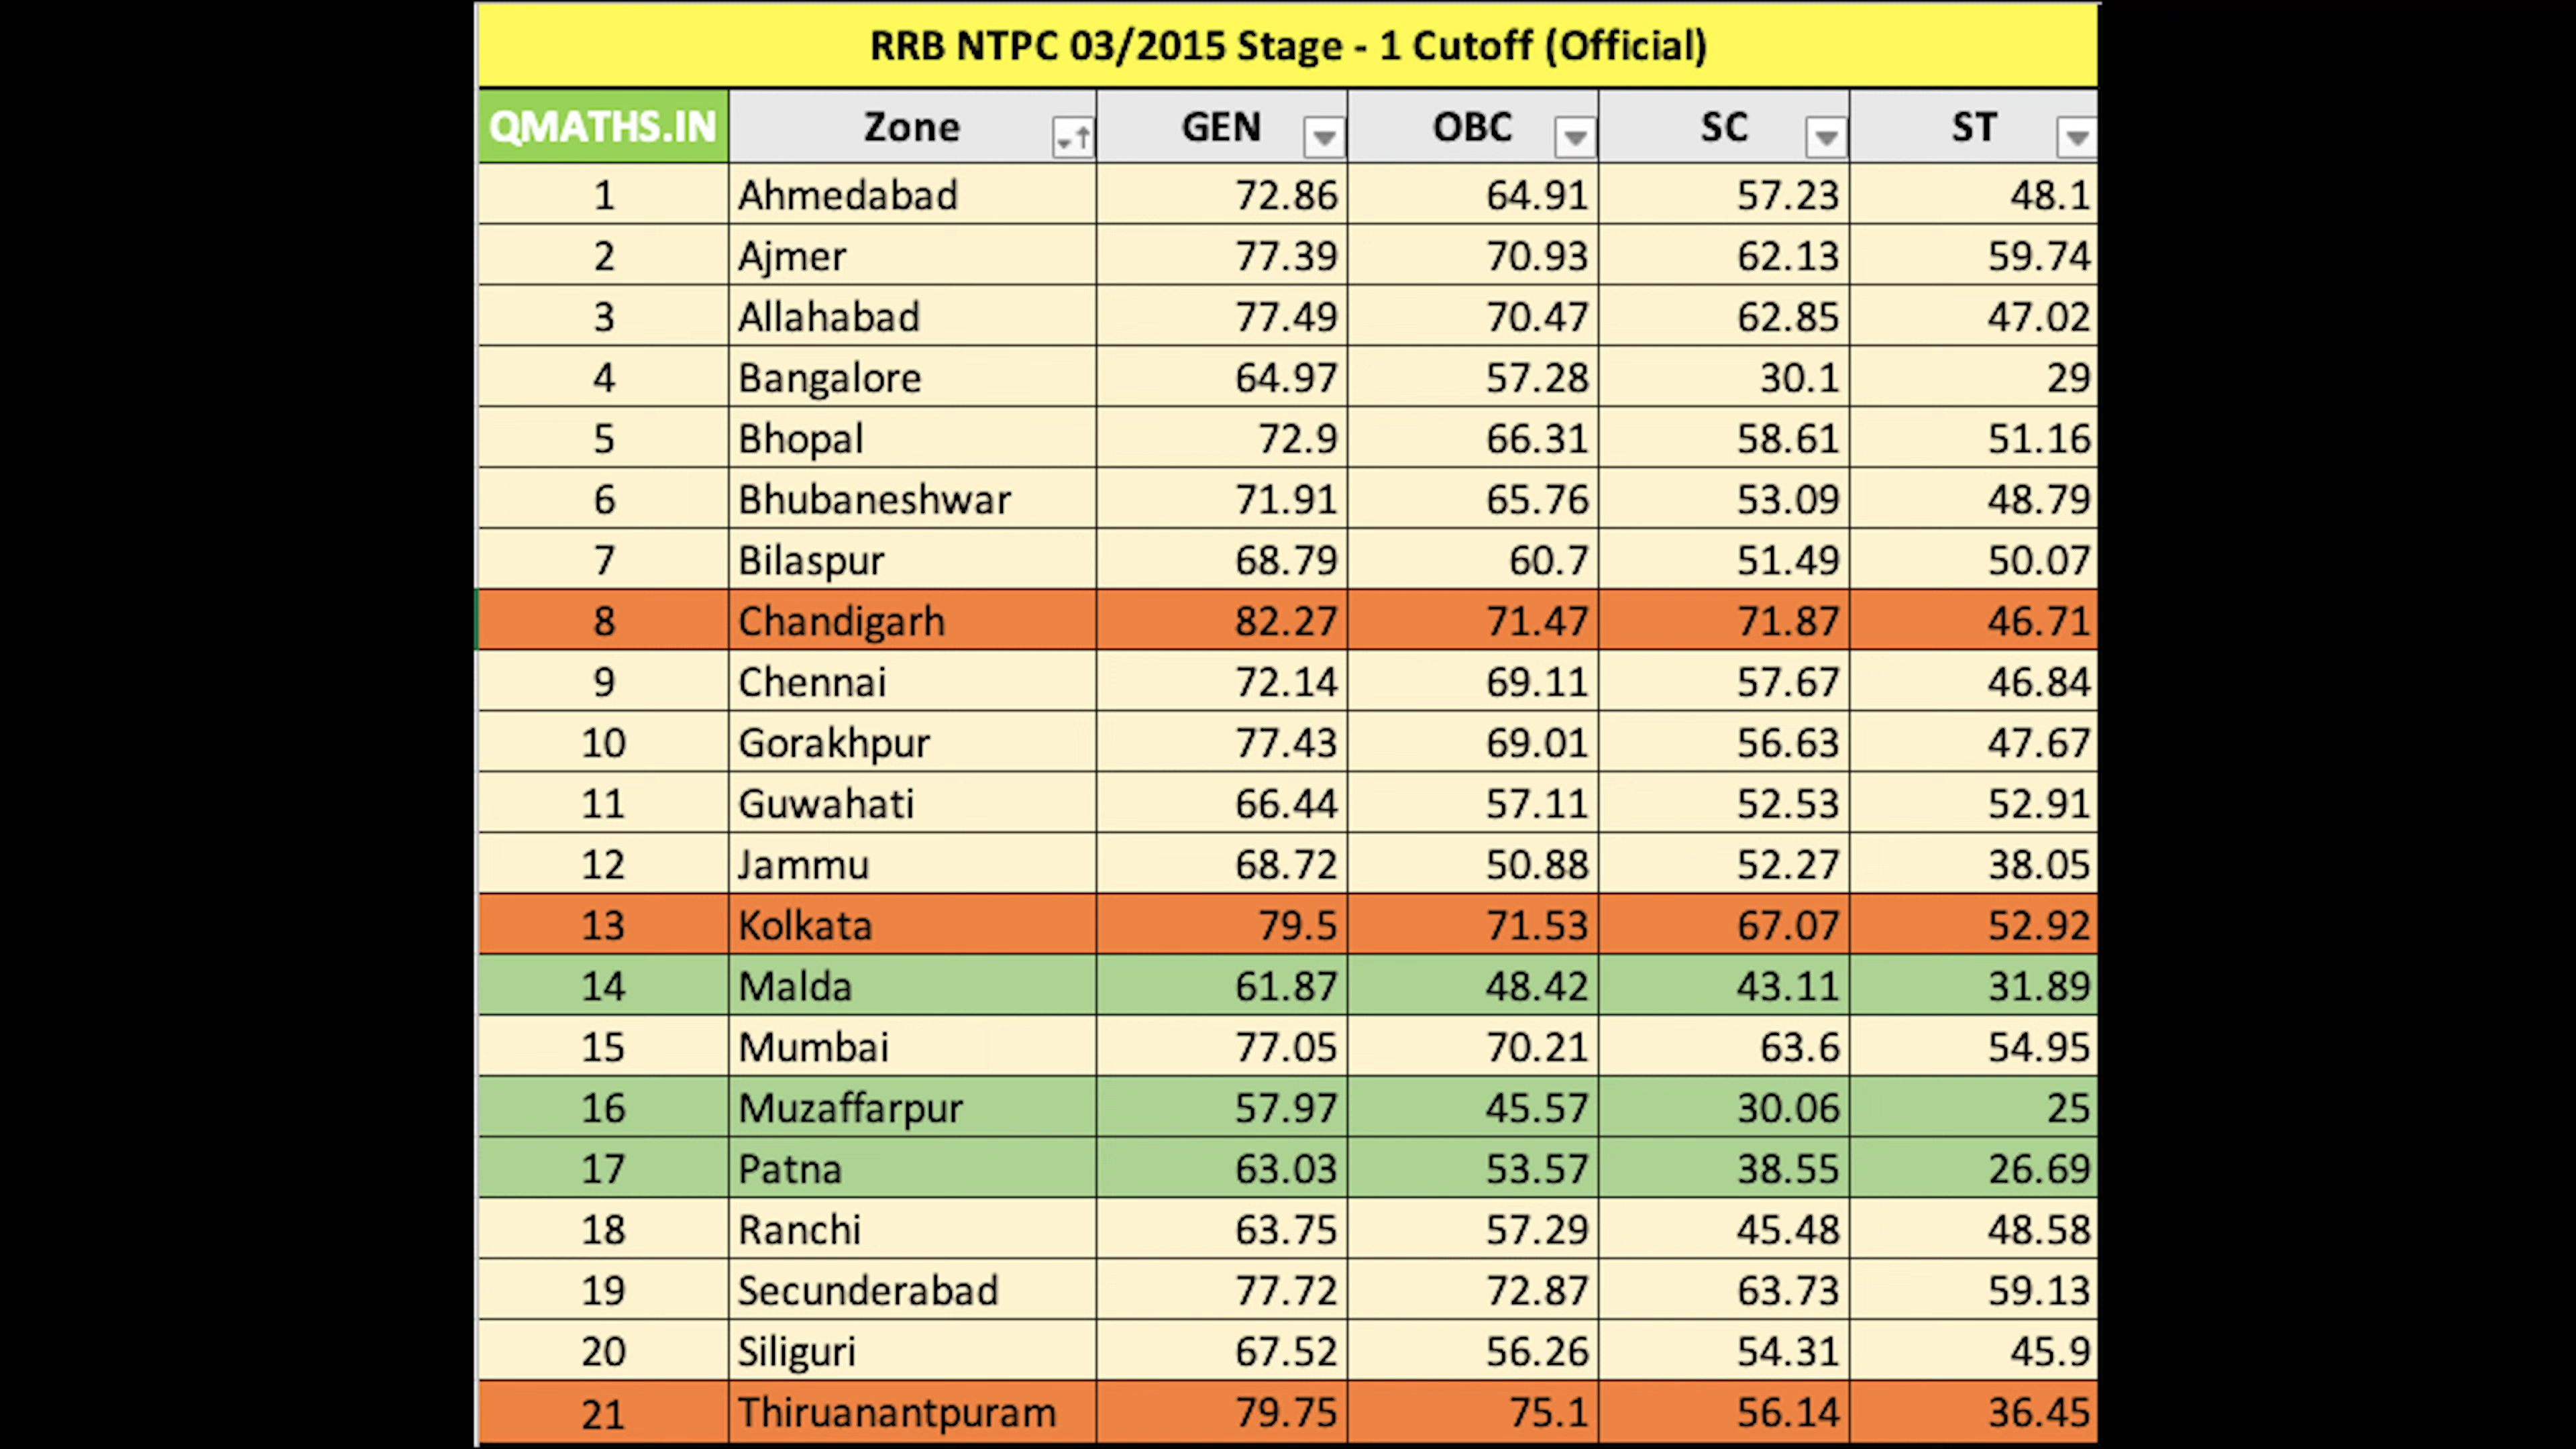 RRB NTPC 03/2015 Stage - 1 Cutoff (Official)
QMATHS.IN Zone GEN OBC SC ST
1 Ahmedabad 72.86 64.91 57.23 48.1
2 Ajmer 77.39 70.93 62.13 59.74
3 Allahabad 77.49 70.47 62.85 47.02
4 Bangalore 64.97 57.28 30.1 29
5 Bhopal 72.9 66.31 58.61 51.16
6 Bhubaneshwar 71.91 65.76 53.09 48.79
7 Bilaspur 68.79 60.7 51.49 50.07
8 Chandigarh 82.27 71.47 71.87 46.71
9 Chennai 72.14 69.11 57.67 46.84
10 Gorakhpur 77.43 69.01 56.63 47.67
11 Guwahati 66.44 57.11 52.53 52.91
12 Jammu 68.72 50.88 52.27 38.05
13 Kolkata 79.5 71.53 67.07 52.92
14 Malda 61.87 48.42 43.11 31.89
15 Mumbai 77.05 70.21 63.6 54.95
16 Muzaffarpur 57.97 45.57 30.06 25
17 Patna 63.03 53.57 38.55 26.69
18 Ranchi 63.75 57.29 45.48 48.58
19 Secunderabad 77.72 72.87 63.73 59.13
20 Siliguri 67.52 56.26 54.31 45.9
21 Thiruanantpuram 79.75 75.1 56.14 36.45